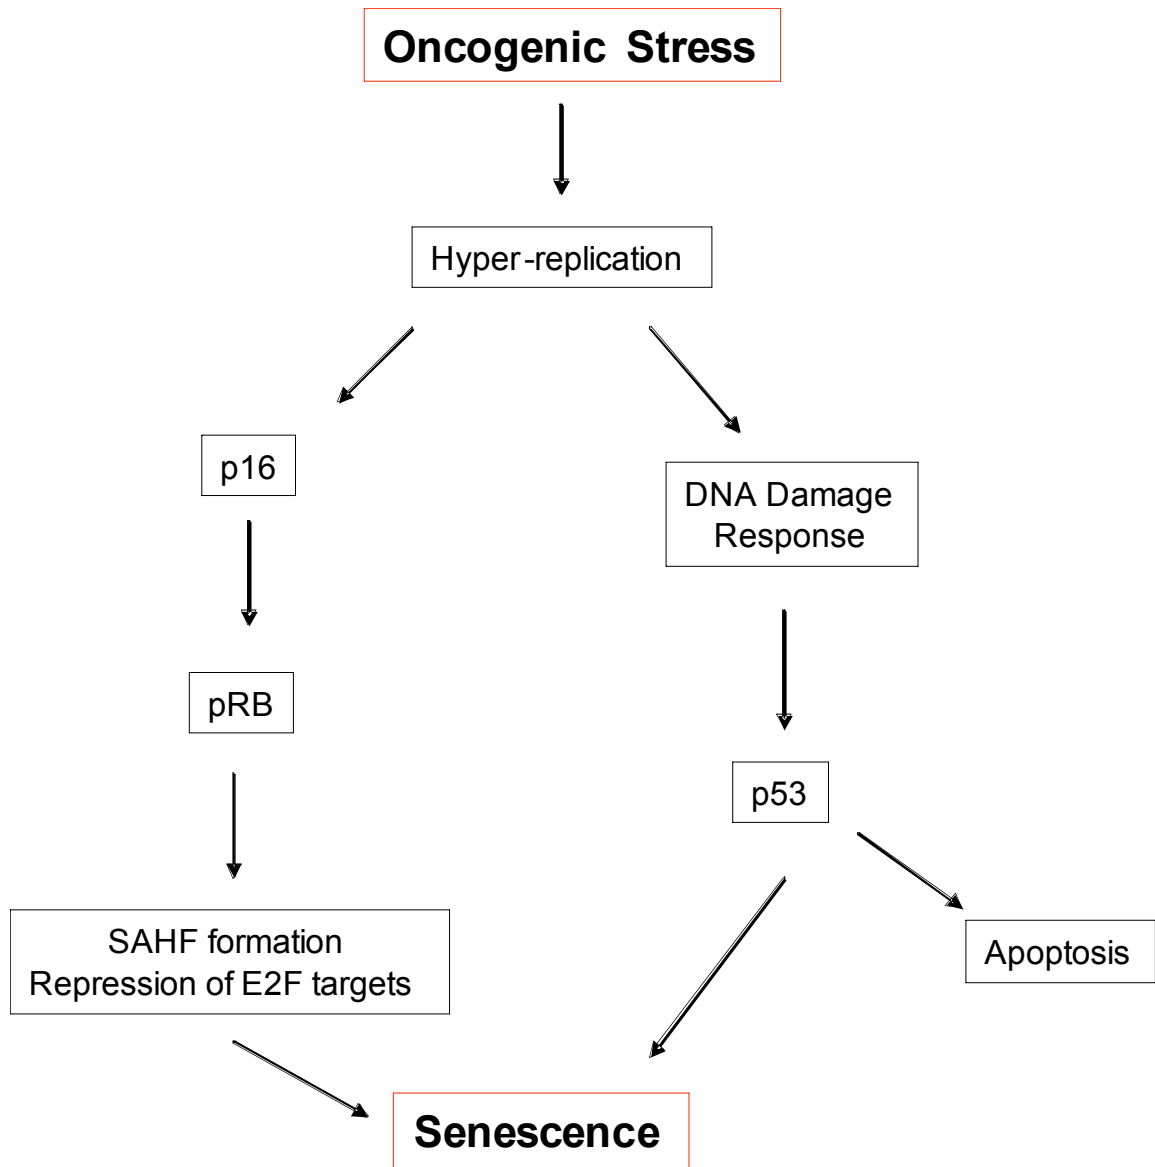 Oncogenic Stress
Hyper-replication
p16
DNA Damage
Response
pRB
p53
SAHF formation
Repression of E2F targets
Apoptosis
Senescence